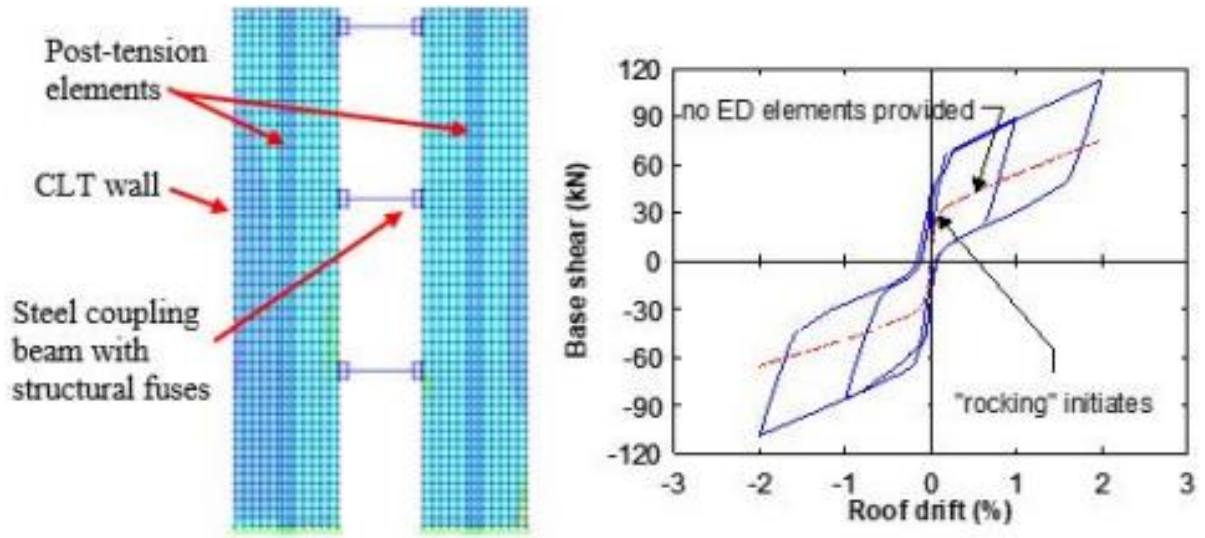 Post-tension
elements
CLT wall
Steel coupling
beam with
structural fuses
Base shear (kN)
120
90
60
30
0
-30
-60
-90
-120
no ED elements provided
"rocking" initiates
-3
-2
-1
0
1
2
3
Roof drift (%)